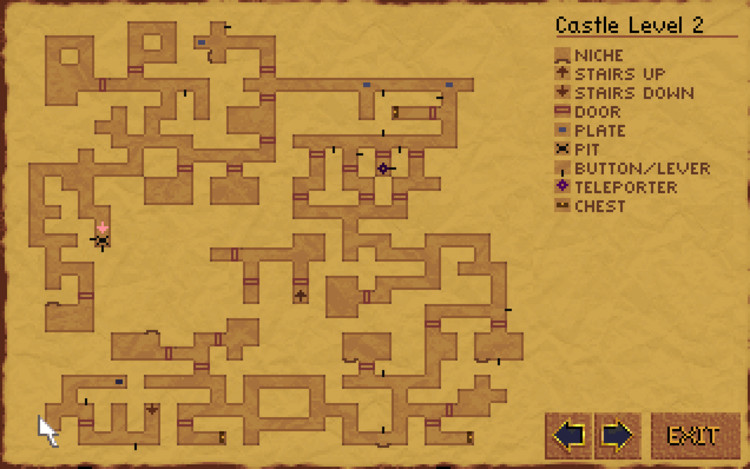 Castle Level 2
NICHE
STAIRS UP
STAIRS DOWN
DOOR
PLATE
PIT
BUTTON/LEVER
TELEPORTER
CHEST
EXIT